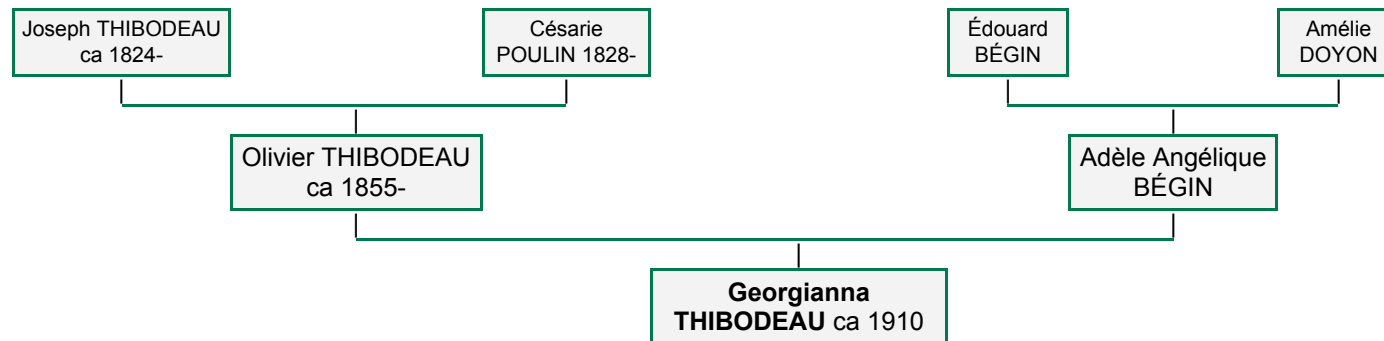 Joseph THIBODEAU
ca 1824-
Césarie
POULIN 1828-
Édouard
BÉGIN
Amélie
DOYON
Olivier THIBODEAU
ca 1855-
Adèle Angélique
BÉGIN
Georgianna
THIBODEAU ca 1910